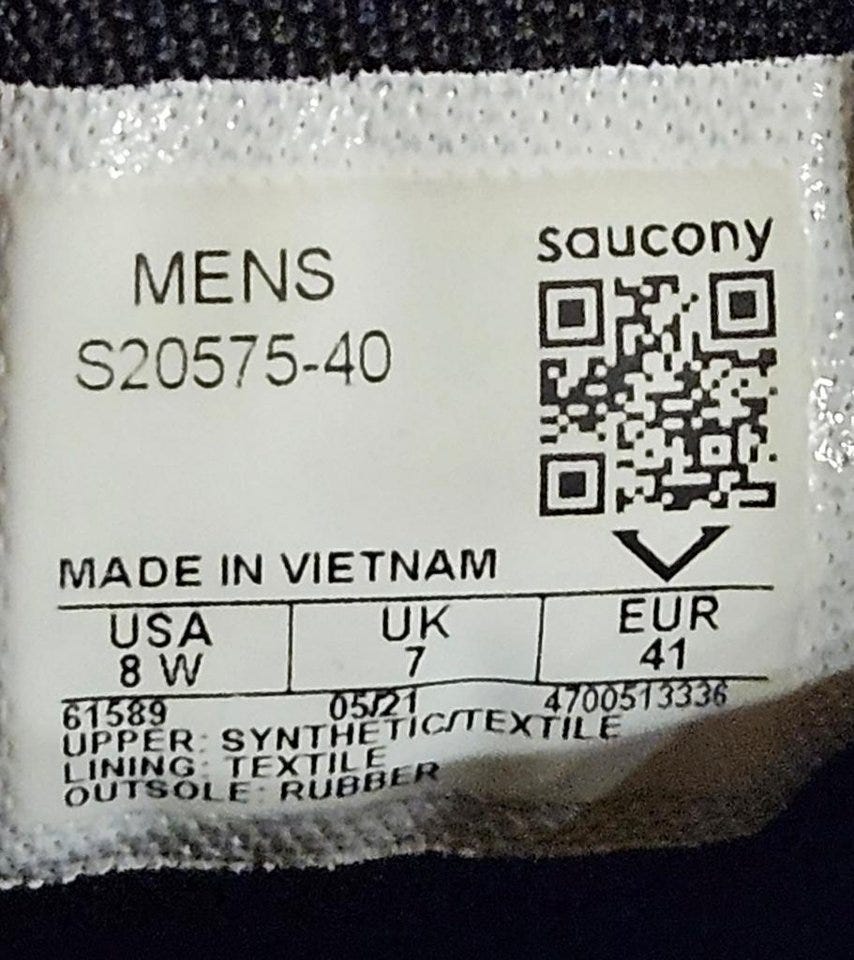 saucony
MENS
S20575-40
MADE IN VIETNAM
USA UK EUR
8 W 7 41
61589 05/21 4700513336
UPPER: SYNTHETIC/TEXTILE
LINING: TEXTILE
OUTSOLE: RUBBER